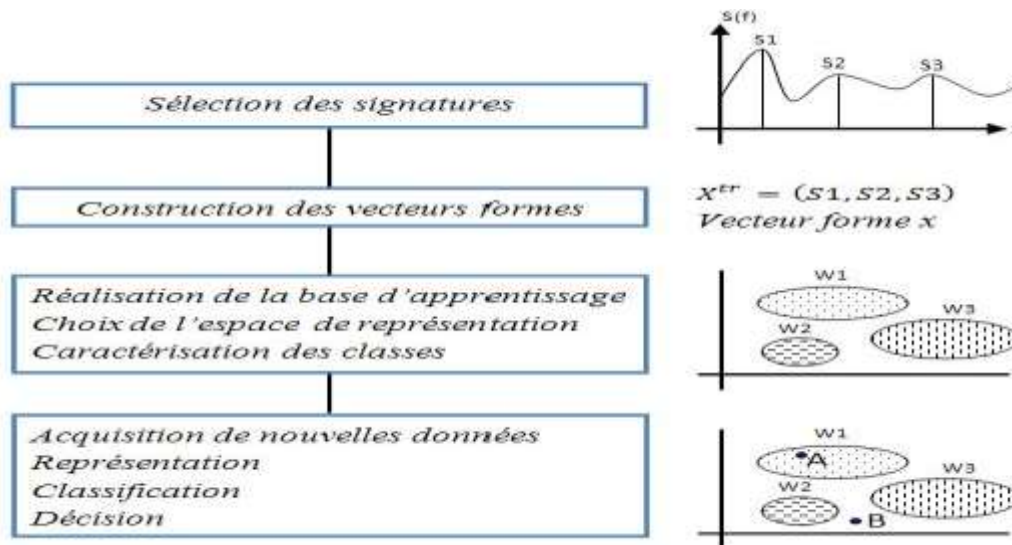 S(f)
S1
S2
S3
Sélection des signatures
Construction des vecteurs formes
X^{tr} = (S1, S2, S3)
Vecteur forme x
Réalisation de la base d'apprentissage
Choix de l'espace de représentation
Caractérisation des classes
W1
W2
W3
Acquisition de nouvelles données
Représentation
Classification
Décision
W1
A
W2
W3
B